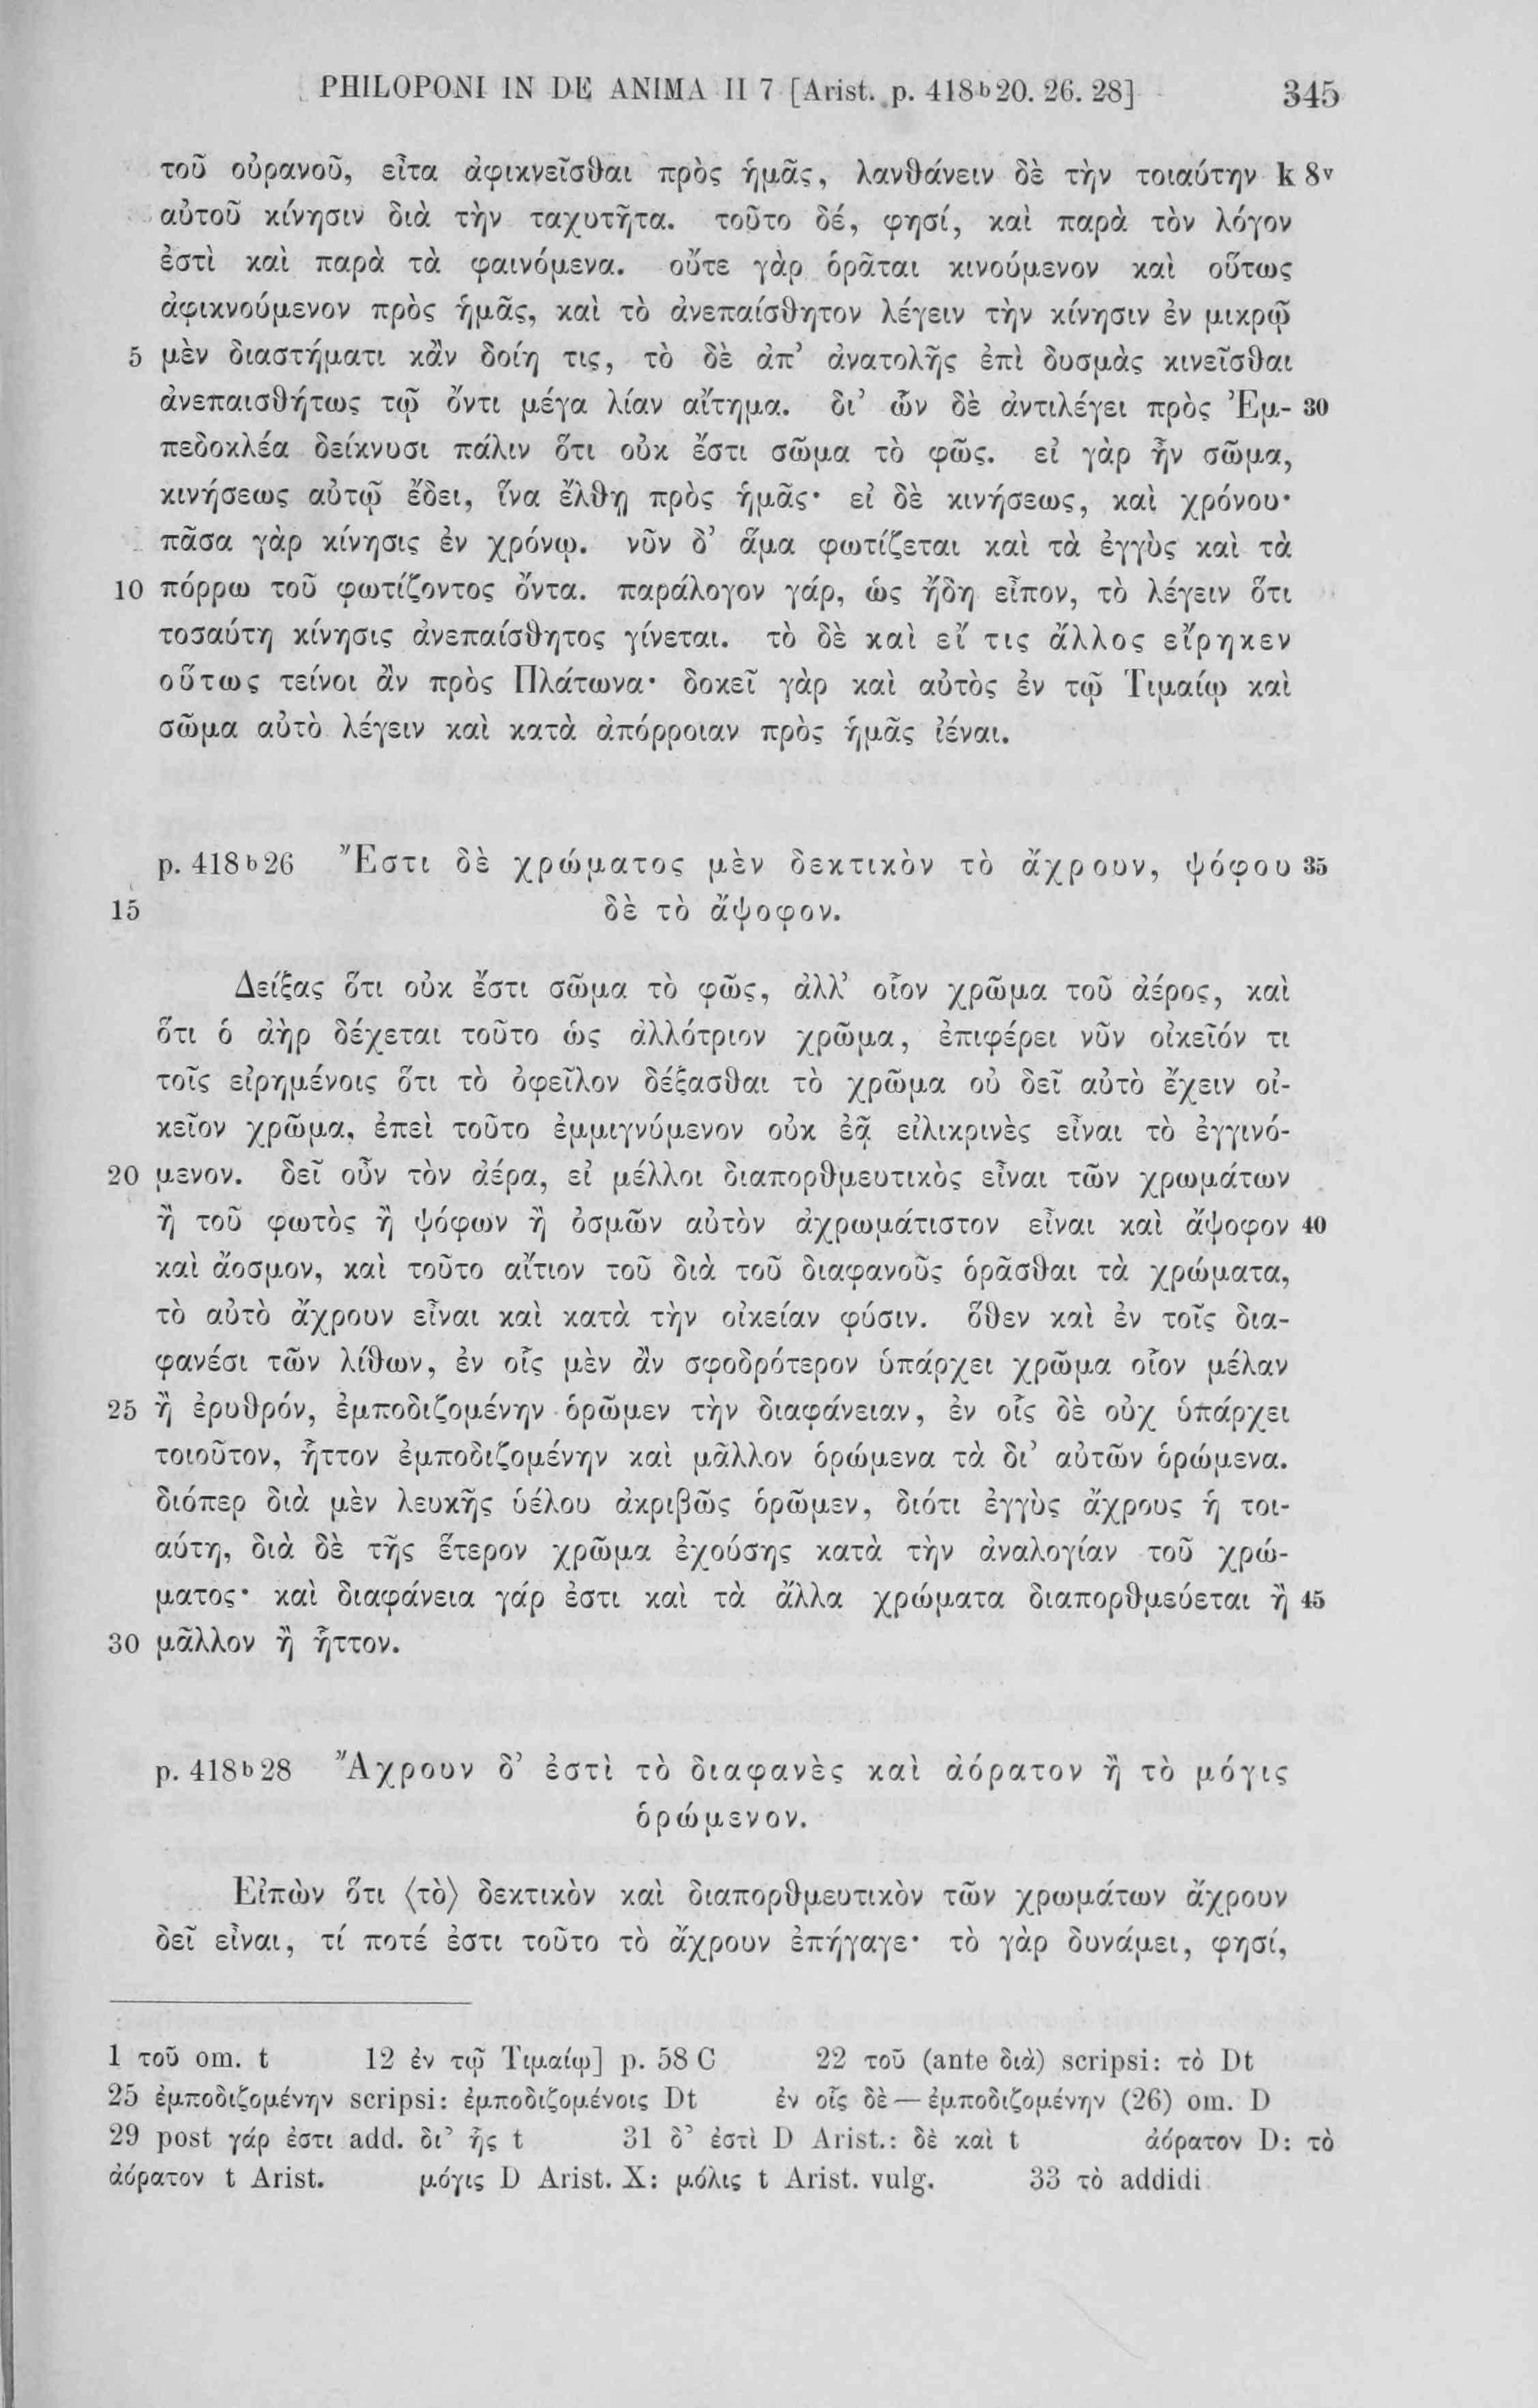 PHILOPONI IN DE ANIMA II 7 [Arist. p. 418b20. 26. 28] 345
τοῦ οὐρανοῦ, εἶτα ἀφικνεῖσθαι πρὸς ἡμᾶς, λανθάνειν δὲ τὴν τοιαύτην k 8v
αὐτοῦ κίνησιν διὰ τὴν ταχυτῆτα. τοῦτο δέ, φησί, καὶ παρὰ τὸν λόγον
ἐστὶ καὶ παρὰ τὰ φαινόμενα. οὔτε γὰρ ὁρᾶται κινούμενον καὶ οὕτως
ἀφικνούμενον πρὸς ἡμᾶς, καὶ τὸ ἀνεπαίσθητον λέγειν τὴν κίνησιν ἐν μικρῷ
5 μὲν διαστήματι κἂν δοίη τις, τὸ δὲ ἀπ’ ἀνατολῆς ἐπὶ δυσμὰς κινεῖσθαι
ἀνεπαισθήτως τῷ ὄντι μέγα λίαν αἴτημα. δι’ ὧν δὲ ἀντιλέγει πρὸς Ἐμ- 30
πεδοκλέα δείκνυσι πάλιν ὅτι οὐκ ἔστι σῶμα τὸ φῶς. εἰ γὰρ ἦν σῶμα,
κινήσεως αὐτῷ ἔδει, ἵνα ἔλθῃ πρὸς ἡμᾶς· εἰ δὲ κινήσεως, καὶ χρόνου·
πᾶσα γὰρ κίνησις ἐν χρόνῳ. νῦν δ’ ἅμα φωτίζεται καὶ τὰ ἐγγὺς καὶ τὰ
10 πόρρω τοῦ φωτίζοντος ὄντα. παράλογον γάρ, ὡς ἤδη εἶπον, τὸ λέγειν ὅτι
τοσαύτη κίνησις ἀνεπαίσθητος γίνεται. τὸ δὲ καὶ εἴ τις ἄλλος εἴρηκεν
οὕτως τείνοι ἂν πρὸς Πλάτωνα· δοκεῖ γὰρ καὶ αὐτὸς ἐν τῷ Τιμαίῳ καὶ
σῶμα αὐτὸ λέγειν καὶ κατὰ ἀπόρροιαν πρὸς ἡμᾶς ἰέναι.
p. 418b26 Ἔστι δὲ χρώματος μὲν δεκτικὸν τὸ ἄχρουν, ψόφου 35
15 δὲ τὸ ἄψοφον.
Δείξας ὅτι οὐκ ἔστι σῶμα τὸ φῶς, ἀλλ’ οἷον χρῶμα τοῦ ἀέρος, καὶ
ὅτι ὁ ἀὴρ δέχεται τοῦτο ὡς ἀλλότριον χρῶμα, ἐπιφέρει νῦν οἰκεῖόν τι
τοῖς εἰρημένοις ὅτι τὸ ὀφεῖλον δέξασθαι τὸ χρῶμα οὐ δεῖ αὐτὸ ἔχειν οἰ-
κεῖον χρῶμα, ἐπεὶ τοῦτο ἐμμιγνύμενον οὐκ ἐᾷ εἰλικρινὲς εἶναι τὸ ἐγγινό-
20 μενον. δεῖ οὖν τὸν ἀέρα, εἰ μέλλοι διαπορθμευτικὸς εἶναι τῶν χρωμάτων
ἢ τοῦ φωτὸς ἢ ψόφων ἢ ὀσμῶν αὐτὸν ἀχρωμάτιστον εἶναι καὶ ἄψοφον 40
καὶ ἄοσμον, καὶ τοῦτο αἴτιον τοῦ διὰ τοῦ διαφανοῦς ὁρᾶσθαι τὰ χρώματα,
τὸ αὐτὸ ἄχρουν εἶναι καὶ κατὰ τὴν οἰκείαν φύσιν. ὅθεν καὶ ἐν τοῖς δια-
φανέσι τῶν λίθων, ἐν οἷς μὲν ἂν σφοδρότερον ὑπάρχει χρῶμα οἷον μέλαν
25 ἢ ἐρυθρόν, ἐμποδιζομένην ὁρῶμεν τὴν διαφάνειαν, ἐν οἷς δὲ οὐχ ὑπάρχει
τοιοῦτον, ἧττον ἐμποδιζομένην καὶ μᾶλλον ὁρώμενα τὰ δι’ αὐτῶν ὁρώμενα.
διόπερ διὰ μὲν λευκῆς ὑέλου ἀκριβῶς ὁρῶμεν, διότι ἐγγὺς ἄχρους ἡ τοι-
αύτη, διὰ δὲ τῆς ἕτερον χρῶμα ἐχούσης κατὰ τὴν ἀναλογίαν τοῦ χρώ-
ματος· καὶ διαφάνεια γάρ ἐστι καὶ τὰ ἄλλα χρώματα διαπορθμεύεται ἢ 45
30 μᾶλλον ἢ ἧττον.
p. 418b28 Ἄχρουν δ’ ἐστὶ τὸ διαφανὲς καὶ ἀόρατον ἢ τὸ μόγις
ὁρώμενον.
Εἰπὼν ὅτι ⟨τὸ⟩ δεκτικὸν καὶ διαπορθμευτικὸν τῶν χρωμάτων ἄχρουν
δεῖ εἶναι, τί ποτέ ἐστι τοῦτο τὸ ἄχρουν ἐπήγαγε· τὸ γὰρ δυνάμει, φησί,
1 τοῦ om. t 12 ἐν τῷ Τιμαίῳ] p. 58 C 22 τοῦ (ante διὰ) scripsi: τὸ Dt
25 ἐμποδιζομένην scripsi: ἐμποδιζομένοις Dt ἐν οἷς δὲ — ἐμποδιζομένην (26) om. D
29 post γάρ ἐστι add. δι’ ἧς t 31 δ’ ἐστὶ D Arist.: δὲ καὶ t ἀόρατον D: τὸ
ἀόρατον t Arist. μόγις D Arist. X: μόλις t Arist. vulg. 33 τὸ addidi